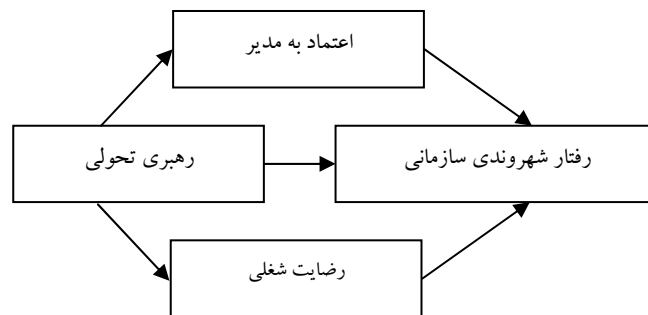 اعتماد به مدیر
رهبری تحولی
رفتار شهروندی سازمانی
رضایت شغلی